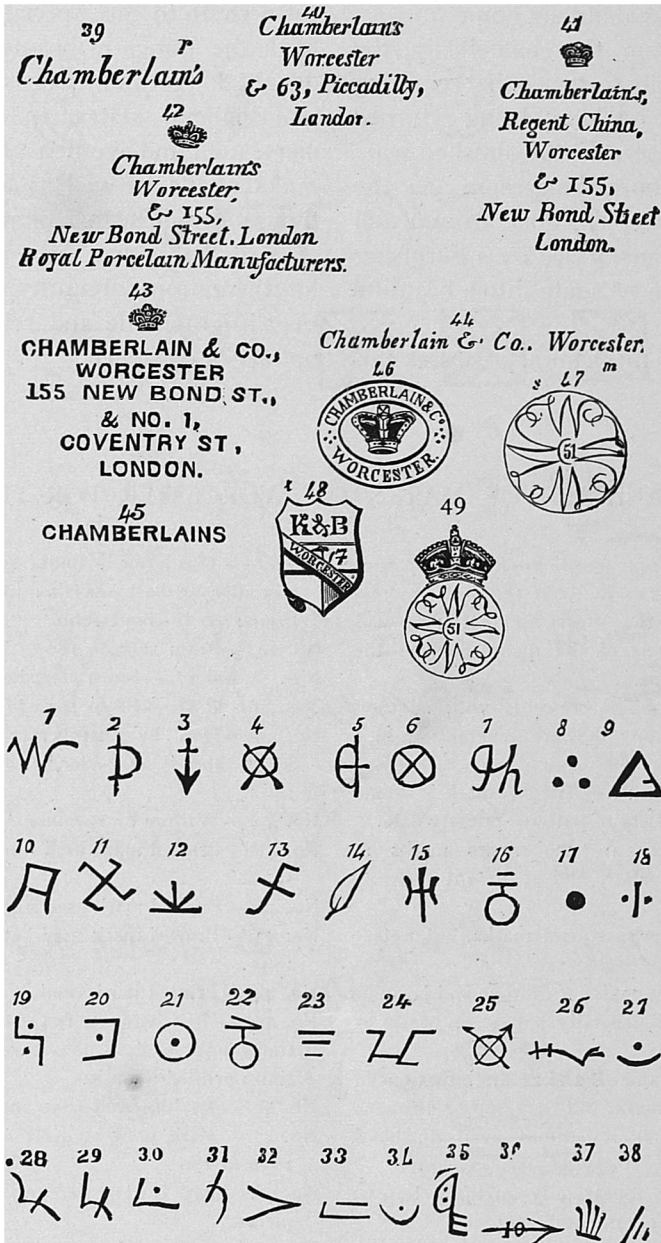 39 r
Chamberlain's
40
Chamberlain's
Worcester
& 63, Piccadilly,
London.
41
Chamberlain's,
Regent China,
Worcester
& 155,
New Bond Street
London.
42
Chamberlain's
Worcester,
& 155,
New Bond Street. London
Royal Porcelain Manufacturers.
43
CHAMBERLAIN & CO.,
WORCESTER
155 NEW BOND ST.,
& NO. 1,
COVENTRY ST,
LONDON.
44
Chamberlain & Co.. Worcester.
45
CHAMBERLAINS
46
CHAMBERLAIN & Co
WORCESTER.
s 47 m
51
t 48
K&B
WORCESTER
49
51
1 2 3 4 5 6 7 8 9
10 11 12 13 14 15 16 17 18
19 20 21 22 23 24 25 26 27
28 29 30 31 32 33 34 35 36 37 38
10